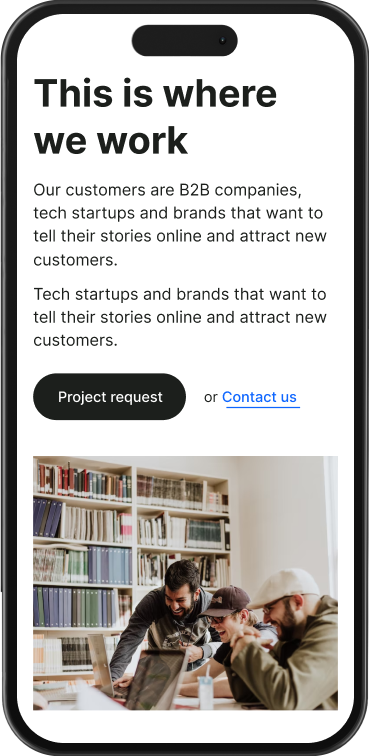 This is where
we work
Our customers are B2B companies,
tech startups and brands that want to
tell their stories online and attract new
customers.
Tech startups and brands that want to
tell their stories online and attract new
customers.
Project request
or Contact us